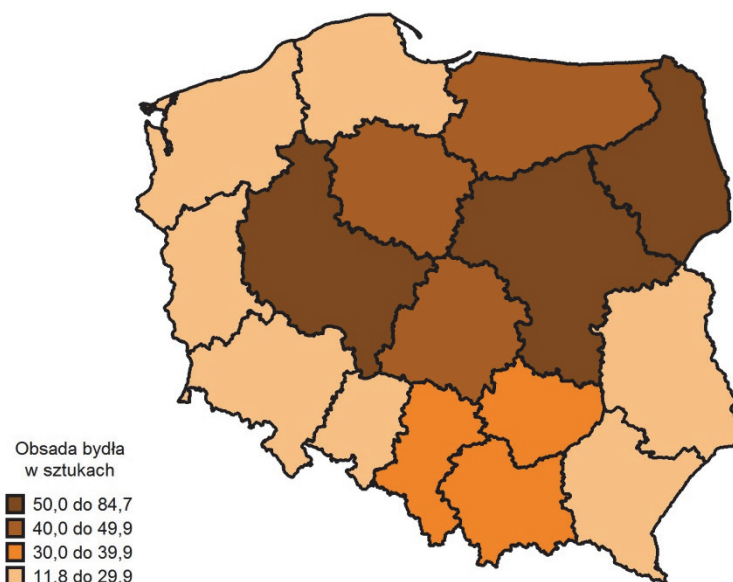 Obsada bydła
w sztukach
50,0 do 84,7
40,0 do 49,9
30,0 do 39,9
11,8 do 29,9